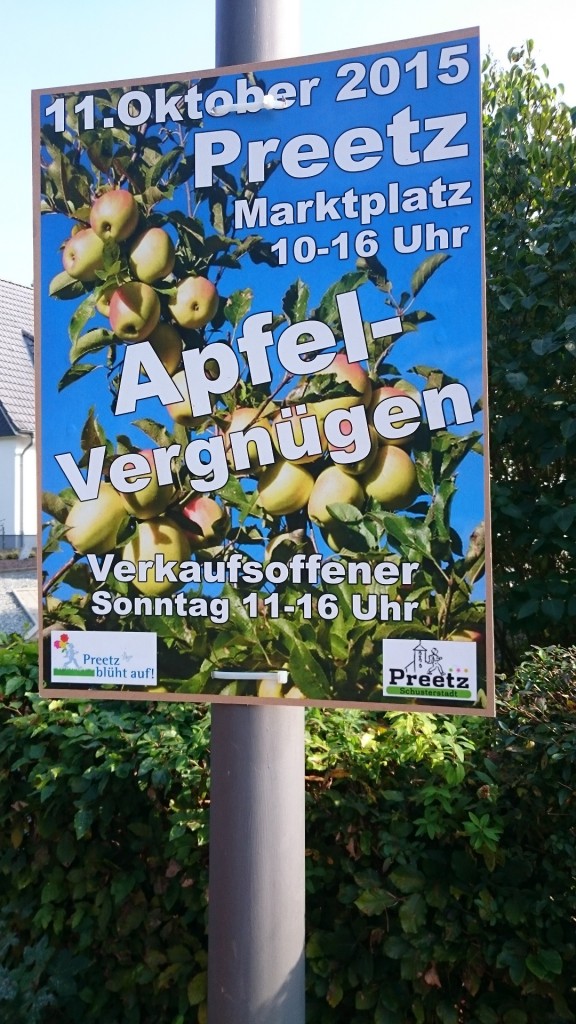 11.Oktober 2015
Preetz
Marktplatz
10-16 Uhr
Apfel-
Vergnügen
Verkaufsoffener
Sonntag 11-16 Uhr
Preetz
blüht auf!
Preetz
Schusterstadt